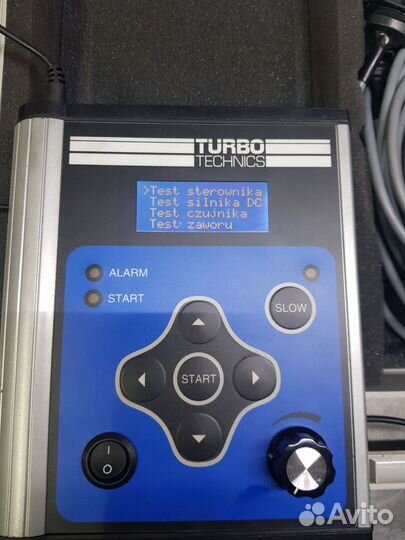 TURBO
TECHNICS
>Test sterownika
Test silnika DC
Test czujnika
Test zaworu
ALARM
START
SLOW
START
I
O
Avito